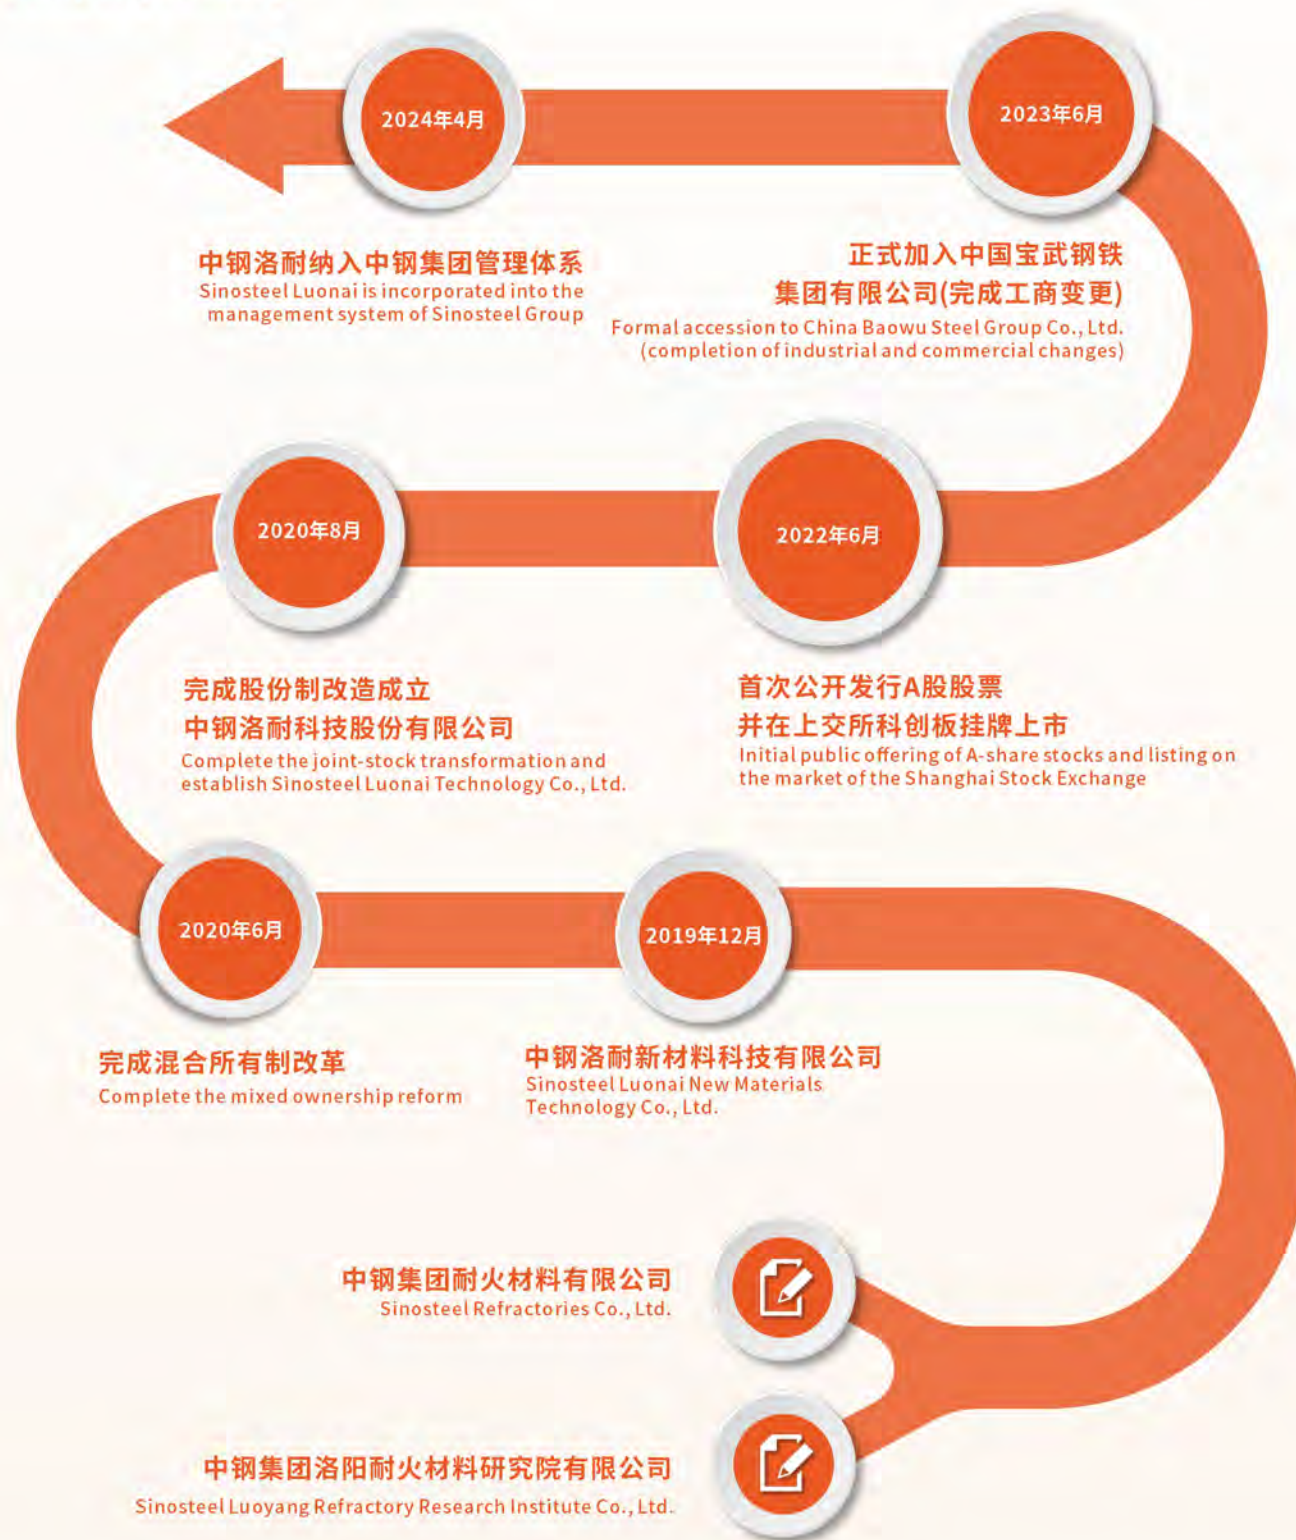 2024年4月
2023年6月
中钢洛耐纳入中钢集团管理体系
Sinosteel Luonai is incorporated into the
management system of Sinosteel Group
正式加入中国宝武钢铁
集团有限公司(完成工商变更)
Formal accession to China Baowu Steel Group Co., Ltd.
(completion of industrial and commercial changes)
2020年8月
2022年6月
完成股份制改造成立
中钢洛耐科技股份有限公司
Complete the joint-stock transformation and
establish Sinosteel Luonai Technology Co., Ltd.
首次公开发行A股股票
并在上交所科创板挂牌上市
Initial public offering of A-share stocks and listing on
the market of the Shanghai Stock Exchange
2020年6月
2019年12月
完成混合所有制改革
Complete the mixed ownership reform
中钢洛耐新材料科技有限公司
Sinosteel Luonai New Materials
Technology Co., Ltd.
中钢集团耐火材料有限公司
Sinosteel Refractories Co., Ltd.
中钢集团洛阳耐火材料研究院有限公司
Sinosteel Luoyang Refractory Research Institute Co., Ltd.